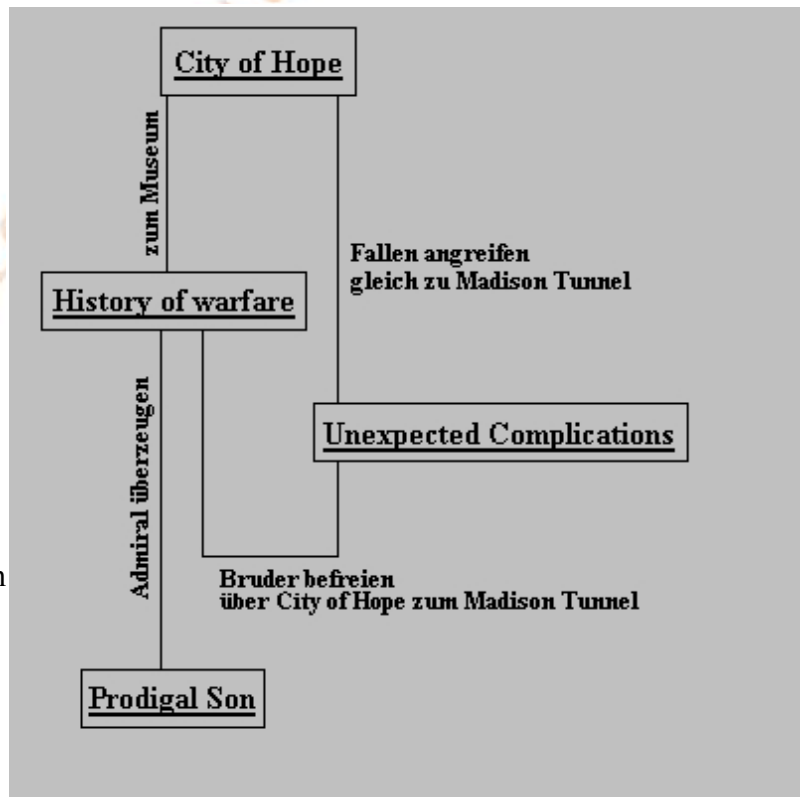 City of Hope
zum Museum
Fallen angreifen
gleich zu Madison Tunnel
History of warfare
Unexpected Complications
Admiral überzeugen
Bruder befreien
über City of Hope zum Madison Tunnel
Prodigal Son